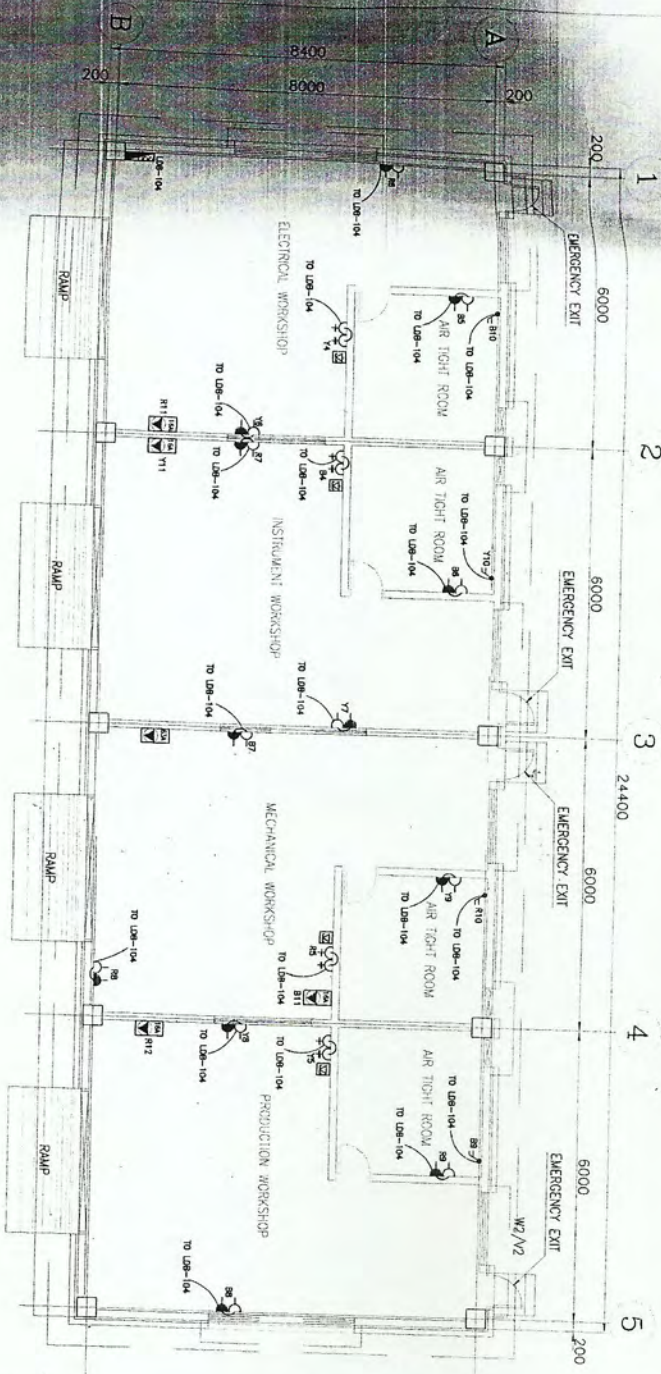 1
2
3
4
5
A
B
200
6000
6000
6000
6000
200
24400
200
8000
8400
200
EMERGENCY EXIT
EMERGENCY EXIT
EMERGENCY EXIT
EMERGENCY EXIT
W2/V2
B10
TO LDB-104
B5
TO LDB-104
AIR TIGHT ROOM
Y10
TO LDB-104
B6
TO LDB-104
AIR TIGHT ROOM
R10
TO LDB-104
Y9
TO LDB-104
AIR TIGHT ROOM
B9
TO LDB-104
R9
TO LDB-104
AIR TIGHT ROOM
TO LDB-104
LDB-104
TO LDB-104
Y4
ELECTRICAL WORKSHOP
TO LDB-104
Y6
R7
TO LDB-104
R11
Y11
B4
TO LDB-104
INSTRUMENT WORKSHOP
Y7
TO LDB-104
TO LDB-104
B7
MECHANICAL WORKSHOP
R5
TO LDB-104
B11
TO LDB-104
R8
TO LDB-104
R12
Y5
TO LDB-104
PRODUCTION WORKSHOP
TO LDB-104
RAMP
RAMP
RAMP
RAMP